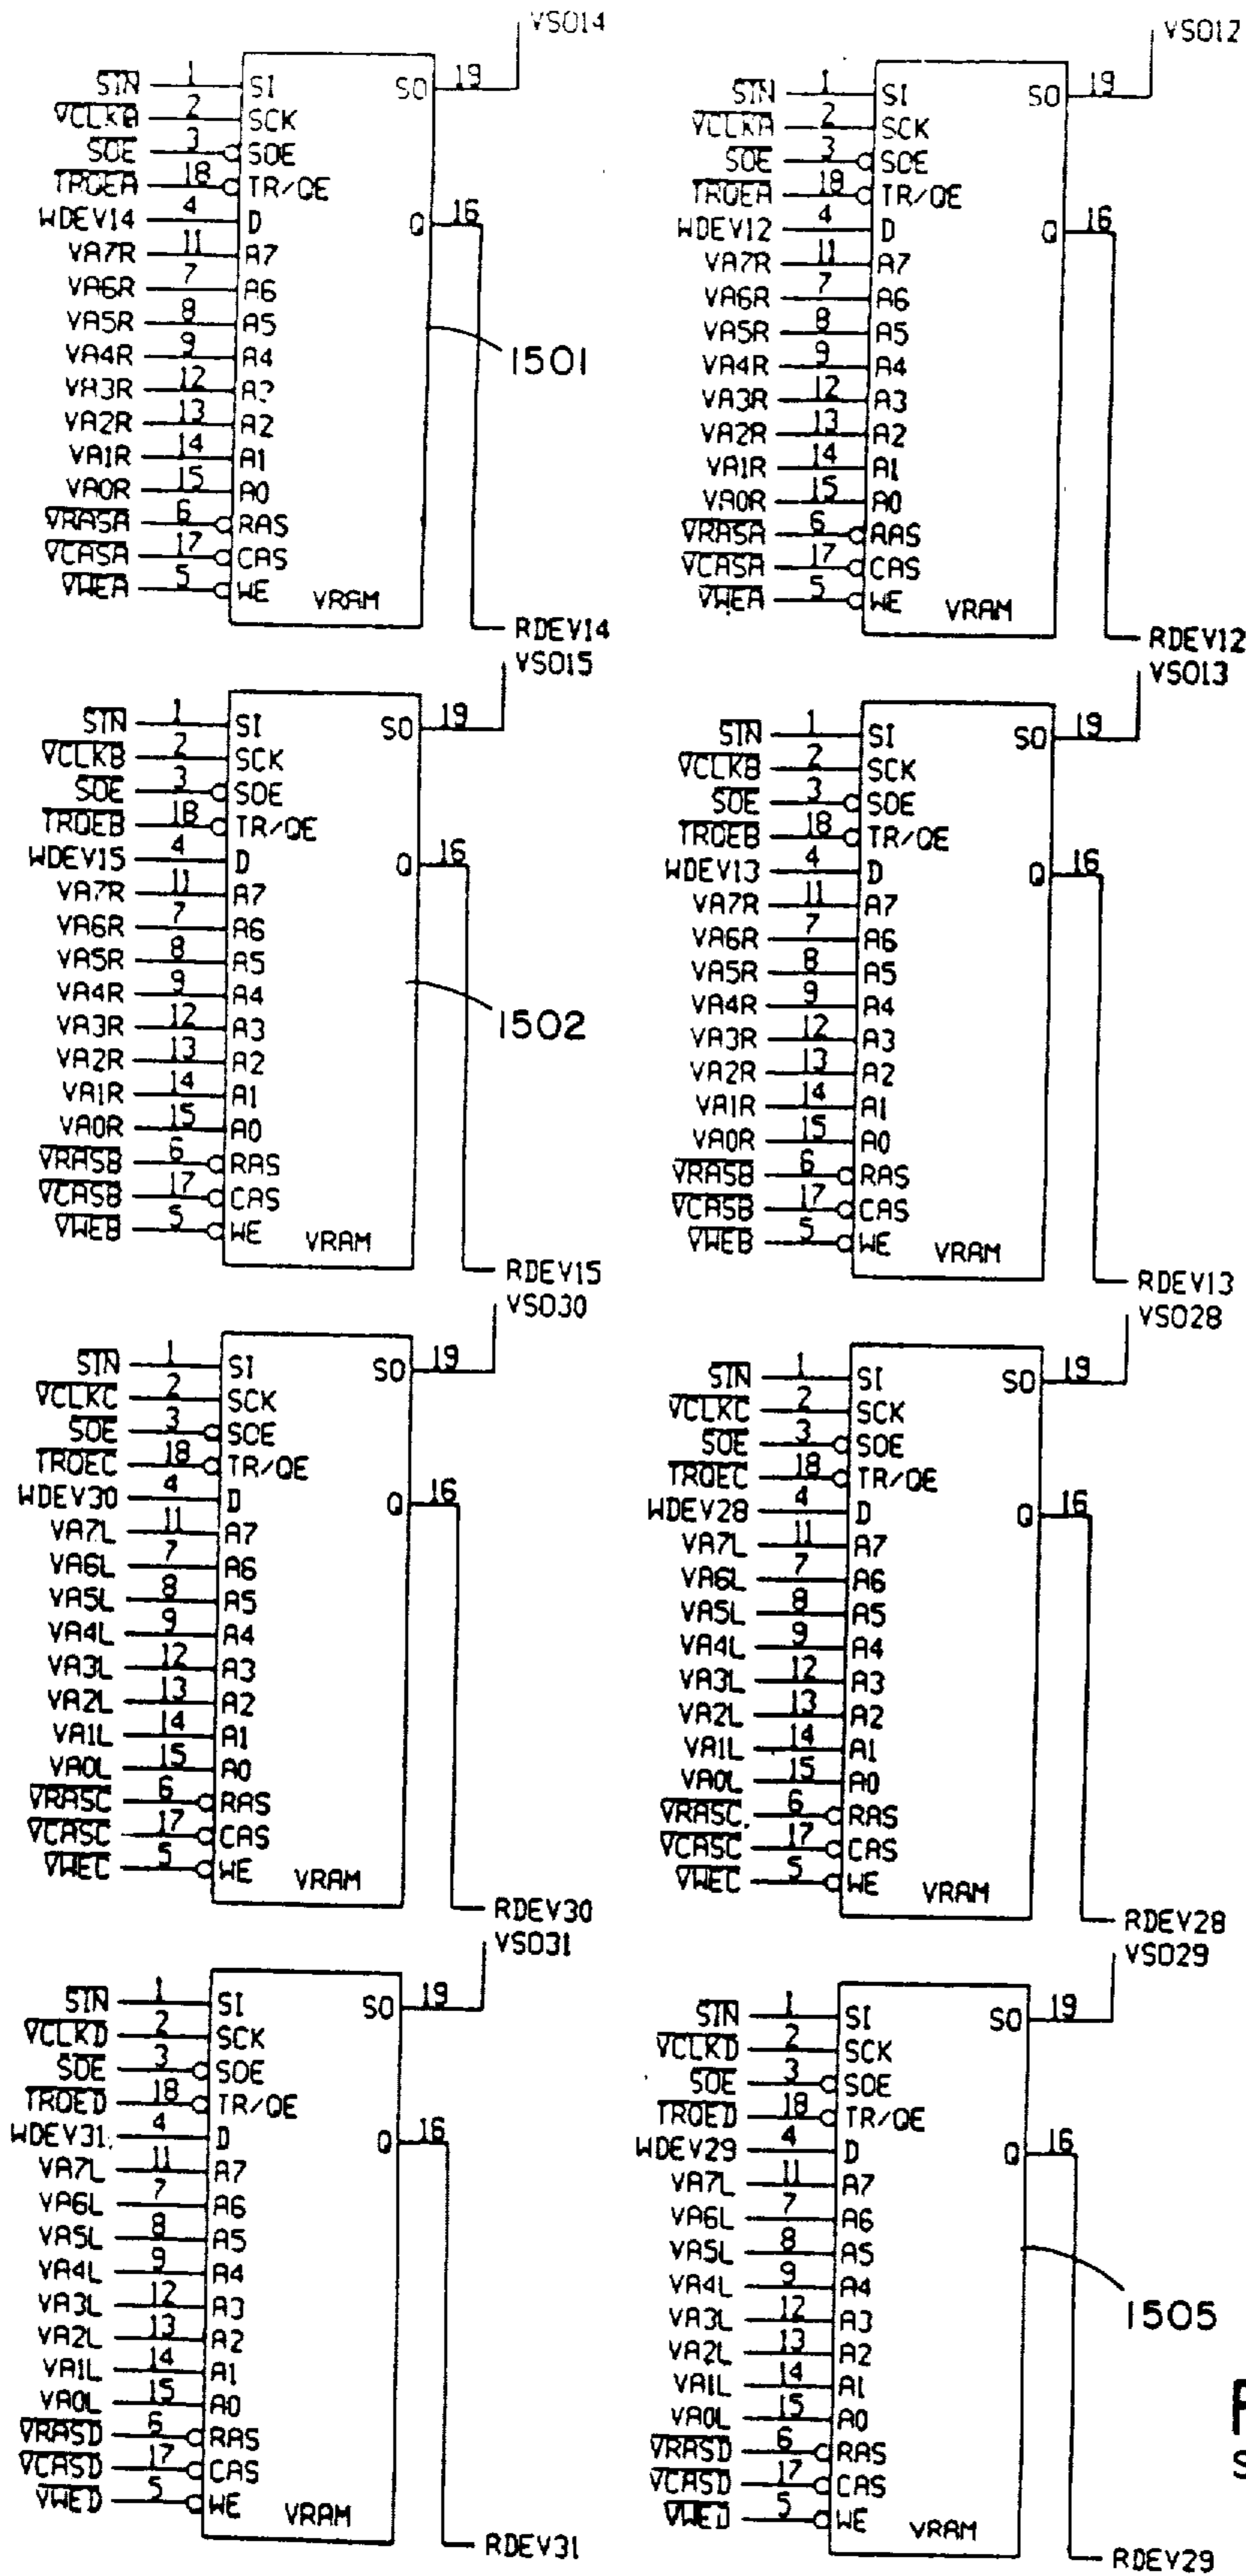 VSO14
SIN 1 SI SO 19
VCLKA 2 SCK
SOE 3 SOE
TROEA 18 TR/QE
WDEV14 4 D Q 16
VA7R 11 A7
VA6R 7 A6
VA5R 8 A5
VA4R 9 A4
1501
VA3R 12 A3
VA2R 13 A2
VA1R 14 A1
VA0R 15 A0
VRASA 6 RAS
VCASA 17 CAS
VWEA 5 WE VRAM
RDEV14
VSO12
SIN 1 SI SO 19
VCLKA 2 SCK
SOE 3 SOE
TROEA 18 TR/QE
WDEV12 4 D Q 16
VA7R 11 A7
VA6R 7 A6
VA5R 8 A5
VA4R 9 A4
VA3R 12 A3
VA2R 13 A2
VA1R 14 A1
VA0R 15 A0
VRASA 6 RAS
VCASA 17 CAS
VWEA 5 WE VRAM
RDEV12
VSO15
SIN 1 SI SO 19
VCLKB 2 SCK
SOE 3 SOE
TROEB 18 TR/QE
WDEV15 4 D Q 16
VA7R 11 A7
VA6R 7 A6
VA5R 8 A5
VA4R 9 A4
1502
VA3R 12 A3
VA2R 13 A2
VA1R 14 A1
VA0R 15 A0
VRASB 6 RAS
VCASB 17 CAS
VWEB 5 WE VRAM
RDEV15
VSO13
SIN 1 SI SO 19
VCLKB 2 SCK
SOE 3 SOE
TROEB 18 TR/QE
WDEV13 4 D Q 16
VA7R 11 A7
VA6R 7 A6
VA5R 8 A5
VA4R 9 A4
VA3R 12 A3
VA2R 13 A2
VA1R 14 A1
VA0R 15 A0
VRASB 6 RAS
VCASB 17 CAS
VWEB 5 WE VRAM
RDEV13
VSO30
SIN 1 SI SO 19
VCLKC 2 SCK
SOE 3 SOE
TROEC 18 TR/QE
WDEV30 4 D Q 16
VA7L 11 A7
VA6L 7 A6
VA5L 8 A5
VA4L 9 A4
VA3L 12 A3
VA2L 13 A2
VA1L 14 A1
VA0L 15 A0
VRASC 6 RAS
VCASC 17 CAS
VWEC 5 WE VRAM
RDEV30
VSO28
SIN 1 SI SO 19
VCLKC 2 SCK
SOE 3 SOE
TROEC 18 TR/QE
WDEV28 4 D Q 16
VA7L 11 A7
VA6L 7 A6
VA5L 8 A5
VA4L 9 A4
VA3L 12 A3
VA2L 13 A2
VA1L 14 A1
VA0L 15 A0
VRASC 6 RAS
VCASC 17 CAS
VWEC 5 WE VRAM
RDEV28
VSO31
SIN 1 SI SO 19
VCLKD 2 SCK
SOE 3 SOE
TROED 18 TR/QE
WDEV31 4 D Q 16
VA7L 11 A7
VA6L 7 A6
VA5L 8 A5
VA4L 9 A4
VA3L 12 A3
VA2L 13 A2
VA1L 14 A1
VA0L 15 A0
VRASD 6 RAS
VCASD 17 CAS
VWED 5 WE VRAM
RDEV31
VSO29
SIN 1 SI SO 19
VCLKD 2 SCK
SOE 3 SOE
TROED 18 TR/QE
WDEV29 4 D Q 16
VA7L 11 A7
VA6L 7 A6
VA5L 8 A5
VA4L 9 A4
1505
VA3L 12 A3
VA2L 13 A2
VA1L 14 A1
VA0L 15 A0
VRASD 6 RAS
VCASD 17 CAS
VWED 5 WE VRAM
RDEV29